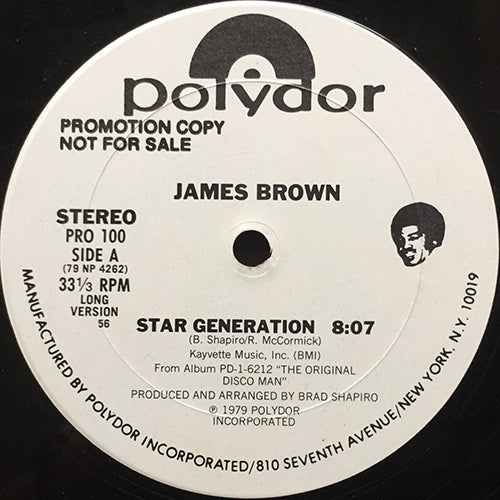 polydor
PROMOTION COPY
NOT FOR SALE
JAMES BROWN
STEREO
PRO 100
SIDE A
(79 NP 4262)
33⅓ RPM
LONG
VERSION
56
STAR GENERATION 8:07
(B. Shapiro/R. McCormick)
Kayvette Music, Inc. (BMI)
From Album PD-1-6212 "THE ORIGINAL
DISCO MAN"
PRODUCED AND ARRANGED BY BRAD SHAPIRO
℗ 1979 POLYDOR
INCORPORATED
MANUFACTURED BY POLYDOR INCORPORATED/810 SEVENTH AVENUE/NEW YORK, N.Y. 10019